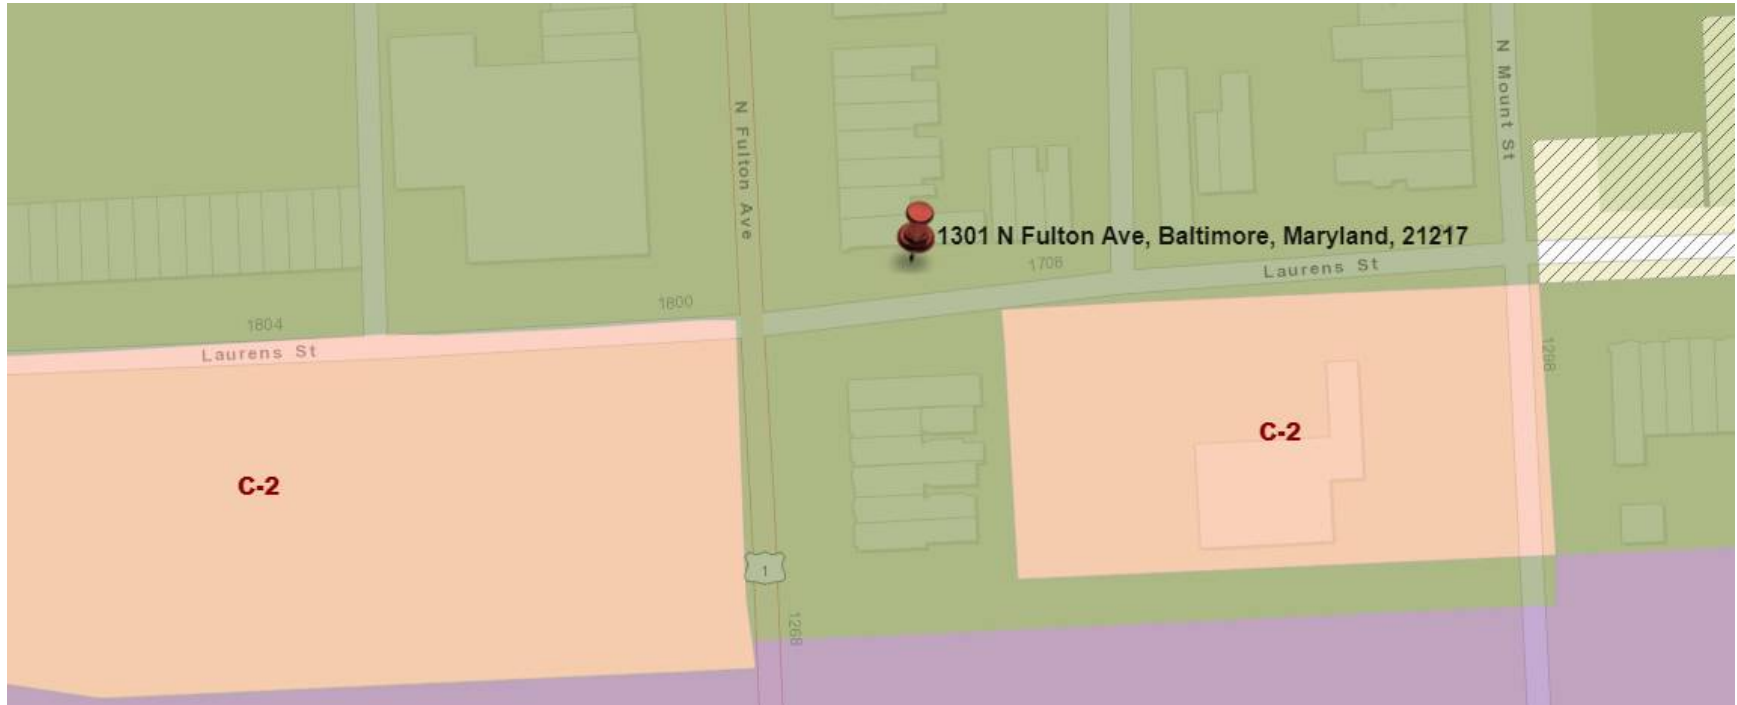 N Mount St
N Fulton Ave
1301 N Fulton Ave, Baltimore, Maryland, 21217
1708
Laurens St
1800
1804
Laurens St
1298
C-2
C-2
1
1268